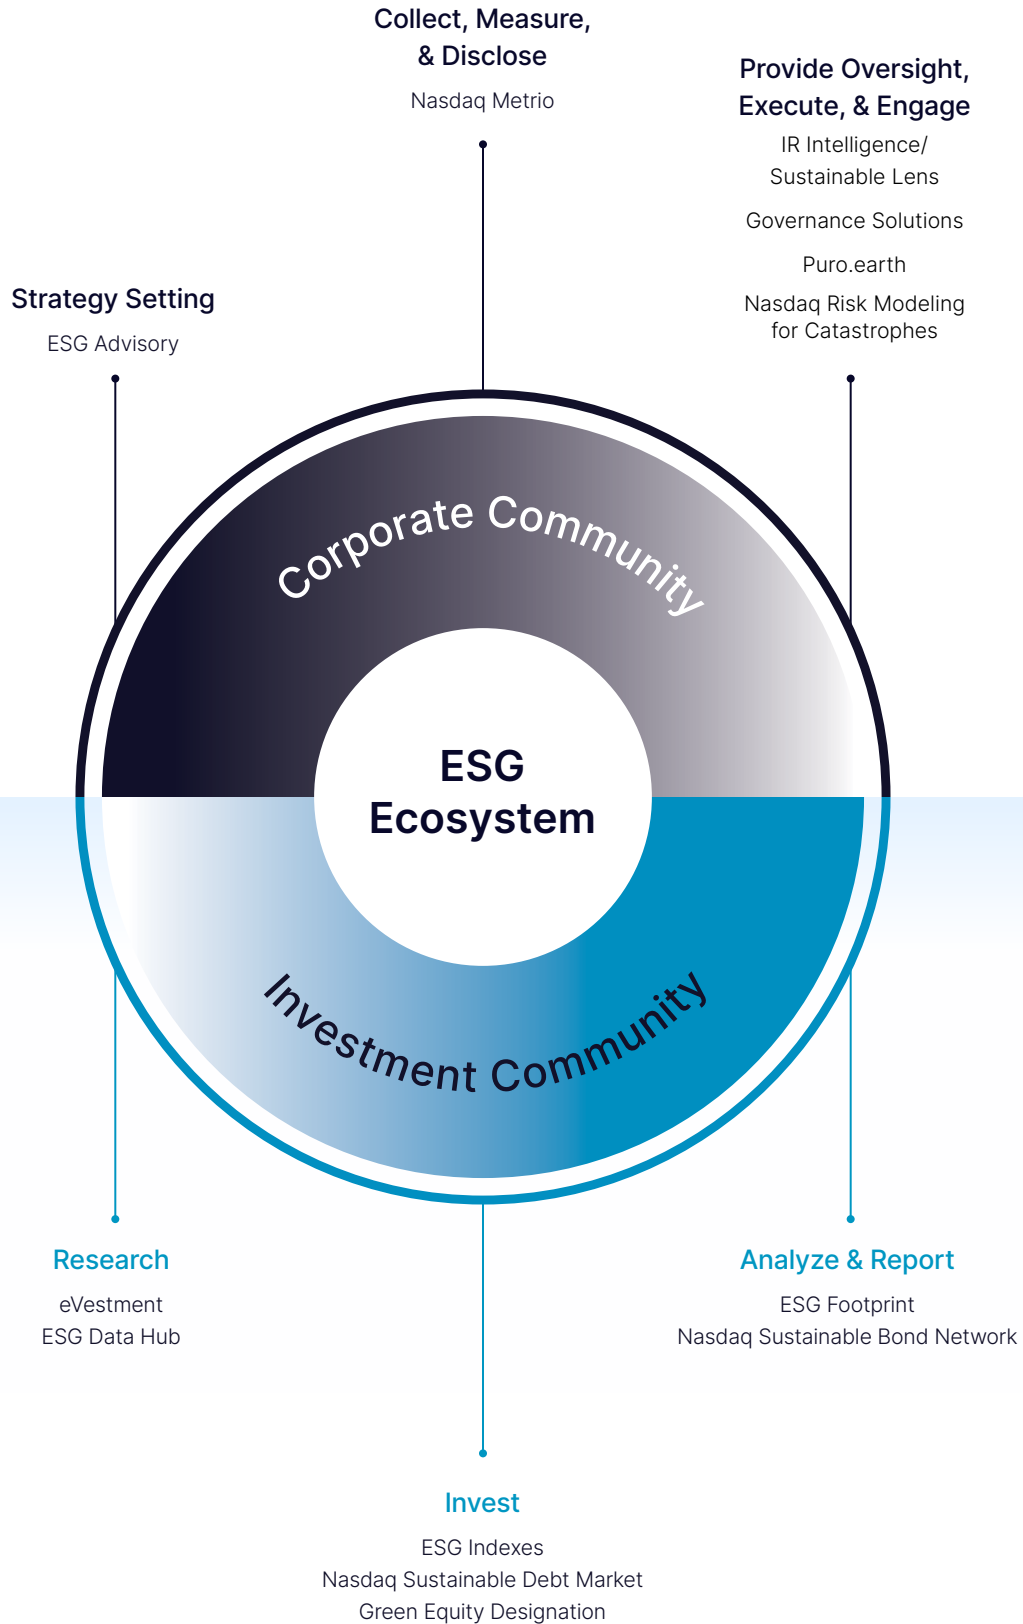 Collect, Measure,
& Disclose
Nasdaq Metrio
Provide Oversight,
Execute, & Engage
IR Intelligence/
Sustainable Lens
Governance Solutions
Puro.earth
Nasdaq Risk Modeling
for Catastrophes
Strategy Setting
ESG Advisory
Corporate Community
ESG
Ecosystem
Investment Community
Research
eVestment
ESG Data Hub
Analyze & Report
ESG Footprint
Nasdaq Sustainable Bond Network
Invest
ESG Indexes
Nasdaq Sustainable Debt Market
Green Equity Designation